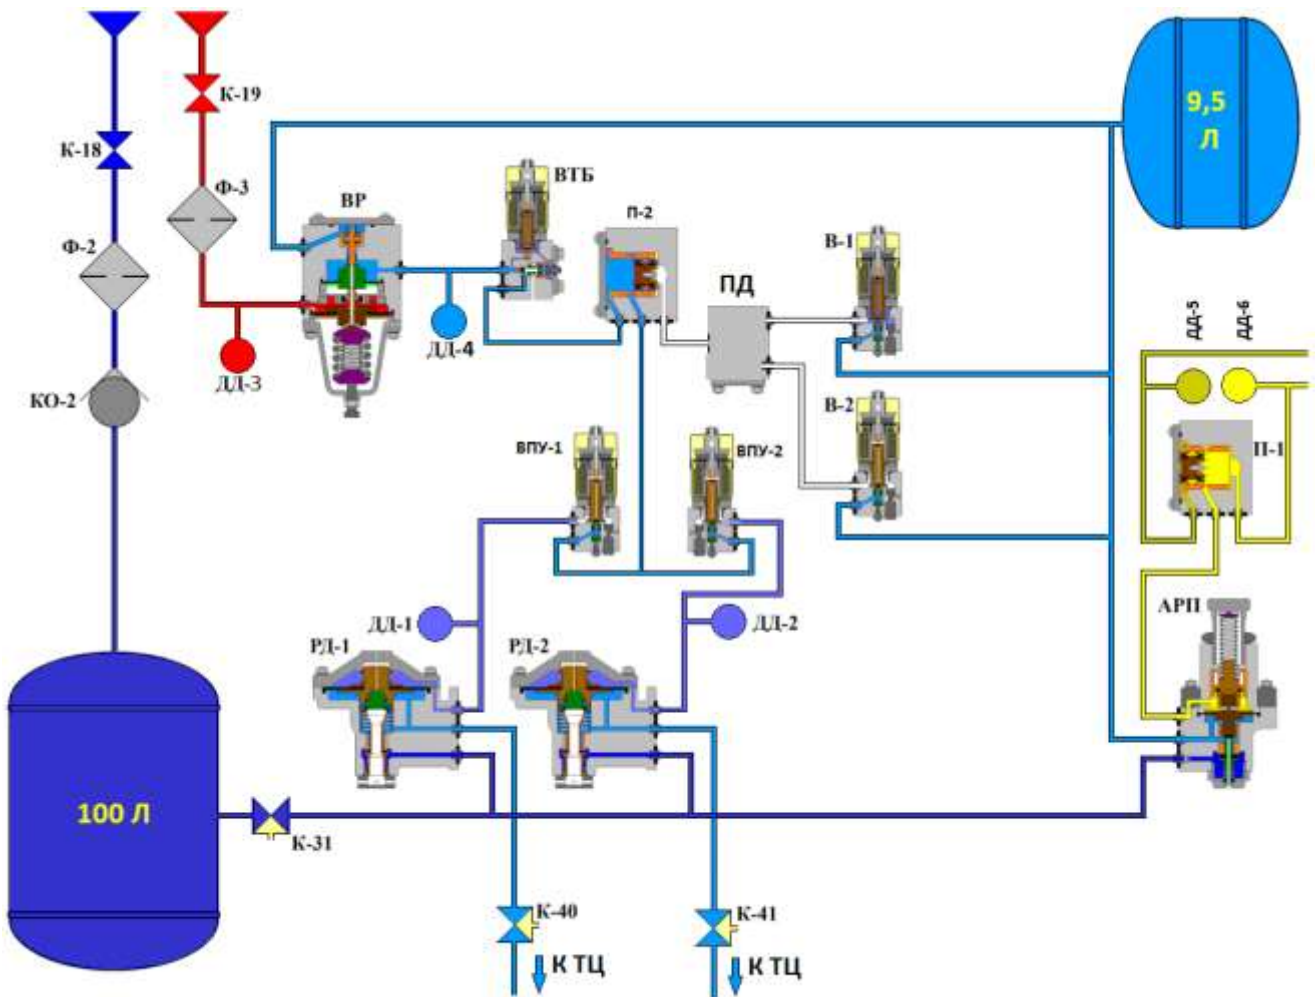 К-19
9,5
Л
К-18
ВТБ
Ф-3
ВР
П-2
В-1
Ф-2
ПД
ДД-5
ДД-6
ДД-4
ДД-3
КО-2
В-2
ВПУ-1
ВПУ-2
П-1
АРП
ДД-1
ДД-2
РД-1
РД-2
100 Л
К-31
К-40
К-41
К ТЦ
К ТЦ